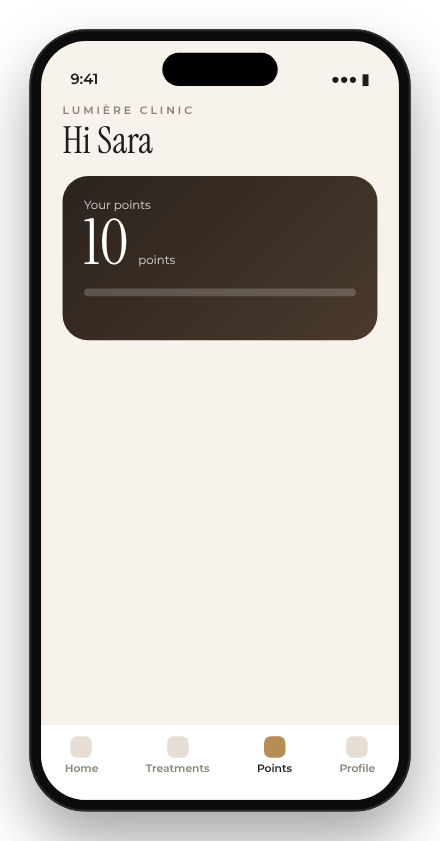 9:41
LUMIÈRE CLINIC
Hi Sara
Your points
10 points
Home Treatments Points Profile